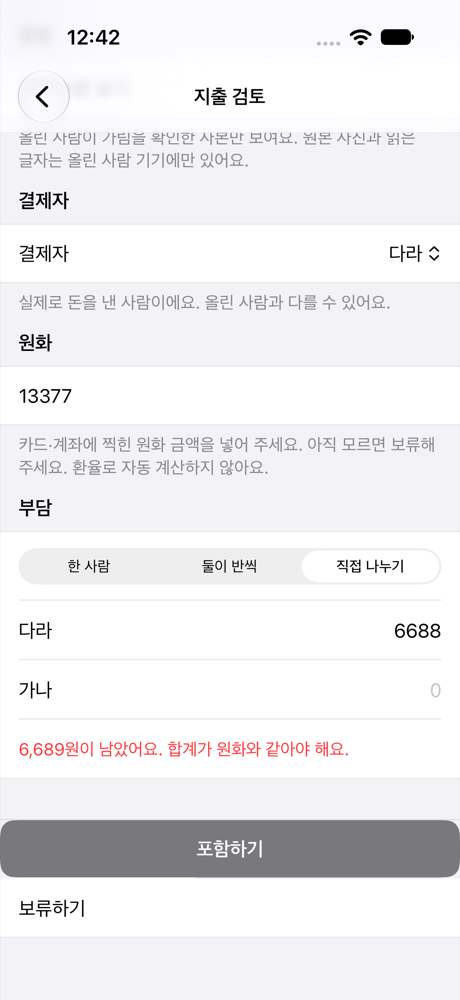 12:42
지출 검토
올린 사람이 가림을 확인한 사본만 보여요. 원본 사진과 읽은
글자는 올린 사람 기기에만 있어요.
결제자
결제자 다라
실제로 돈을 낸 사람이에요. 올린 사람과 다를 수 있어요.
원화
13377
카드·계좌에 찍힌 원화 금액을 넣어 주세요. 아직 모르면 보류해
주세요. 환율로 자동 계산하지 않아요.
부담
한 사람 둘이 반씩 직접 나누기
다라 6688
가나 0
6,689원이 남았어요. 합계가 원화와 같아야 해요.
포함하기
보류하기